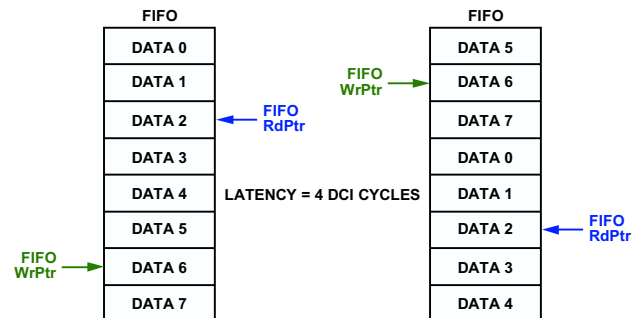 FIFO
DATA 0
DATA 1
DATA 2
DATA 3
DATA 4
DATA 5
DATA 6
DATA 7
FIFO
RdPtr
FIFO
WrPtr
LATENCY = 4 DCI CYCLES
FIFO
DATA 5
DATA 6
DATA 7
DATA 0
DATA 1
DATA 2
DATA 3
DATA 4
FIFO
WrPtr
FIFO
RdPtr